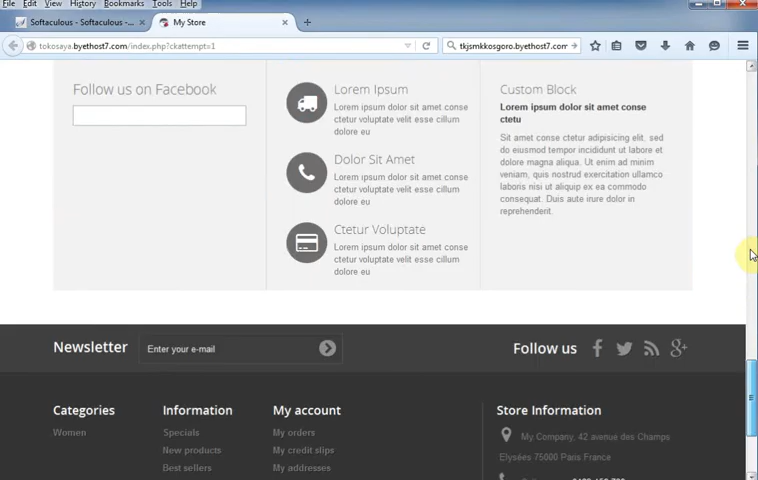 File Edit View History Bookmarks Tools Help
Softaculous - Softaculous -...
My Store
tokosaya.byethost7.com/index.php?ckattempt=1
tkjsmkkosgoro.byethost7.com
Follow us on Facebook
Lorem Ipsum
Lorem ipsum dolor sit amet conse
ctetur voluptate velit esse cillum
dolore eu
Dolor Sit Amet
Lorem ipsum dolor sit amet conse
ctetur voluptate velit esse cillum
dolore eu
Ctetur Voluptate
Lorem ipsum dolor sit amet conse
ctetur voluptate velit esse cillum
dolore eu
Custom Block
Lorem ipsum dolor sit amet conse
ctetu
Sit amet conse ctetur adipisicing elit, sed
do eiusmod tempor incididunt ut labore et
dolore magna aliqua. Ut enim ad minim
veniam, quis nostrud exercitation ullamco
laboris nisi ut aliquip ex ea commodo
consequat. Duis aute irure dolor in
reprehenderit.
Newsletter
Enter your e-mail
Follow us
Categories
Women
Information
Specials
New products
Best sellers
My account
My orders
My credit slips
My addresses
Store Information
My Company, 42 avenue des Champs
Elysées 75000 Paris France